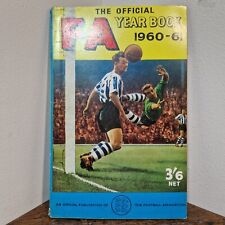 THE OFFICIAL
FA YEAR BOOK
1960-61
3/6
NET
AN OFFICIAL PUBLICATION OF THE FOOTBALL ASSOCIATION